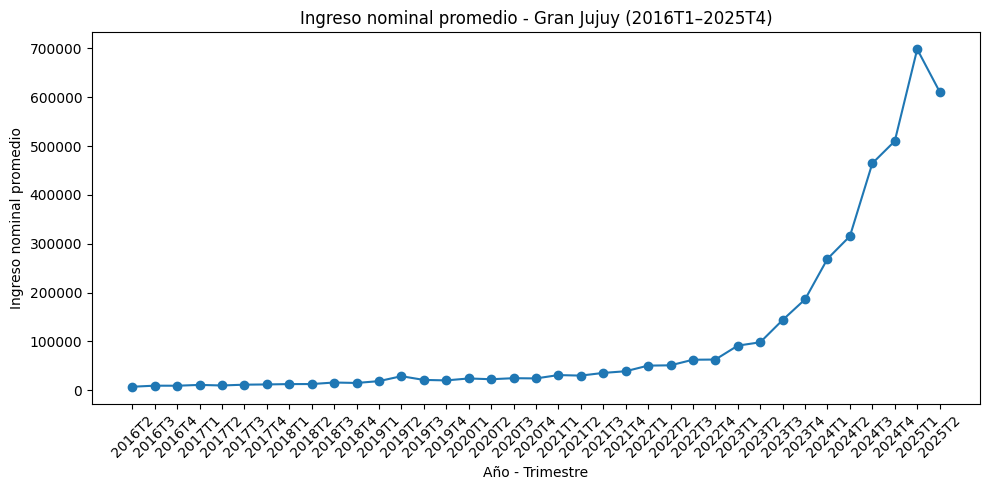 Ingreso nominal promedio - Gran Jujuy (2016T1–2025T4)
700000
600000
500000
400000
300000
200000
100000
0
Ingreso nominal promedio
2016T2
2016T3
2016T4
2017T1
2017T2
2017T3
2017T4
2018T1
2018T2
2018T3
2018T4
2019T1
2019T2
2019T3
2019T4
2020T1
2020T2
2020T3
2020T4
2021T1
2021T2
2021T3
2021T4
2022T1
2022T2
2022T3
2022T4
2023T1
2023T2
2023T3
2023T4
2024T1
2024T2
2024T3
2024T4
2025T1
2025T2
Año - Trimestre